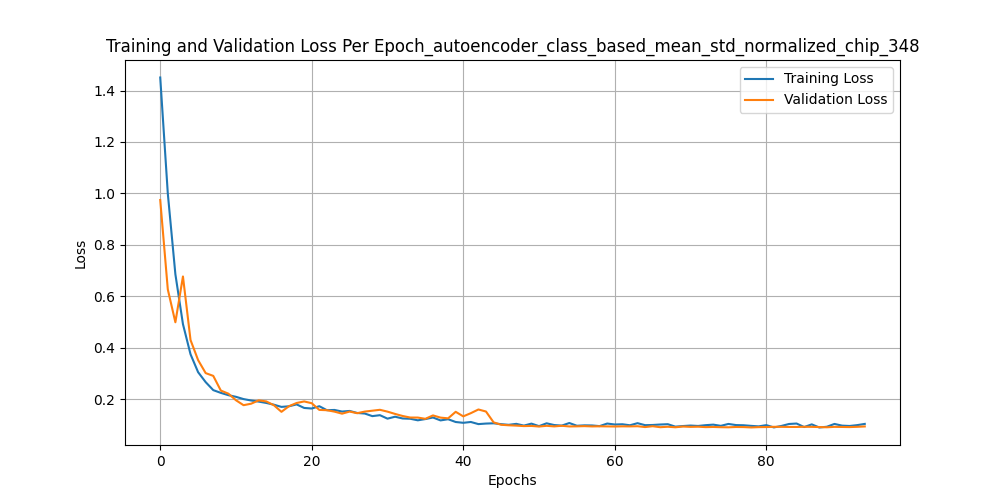 Training and Validation Loss Per Epoch_autoencoder_class_based_mean_std_normalized_chip_348
Training Loss
Validation Loss
1.4
1.2
1.0
0.8
0.6
0.4
0.2
Loss
0 20 40 60 80
Epochs